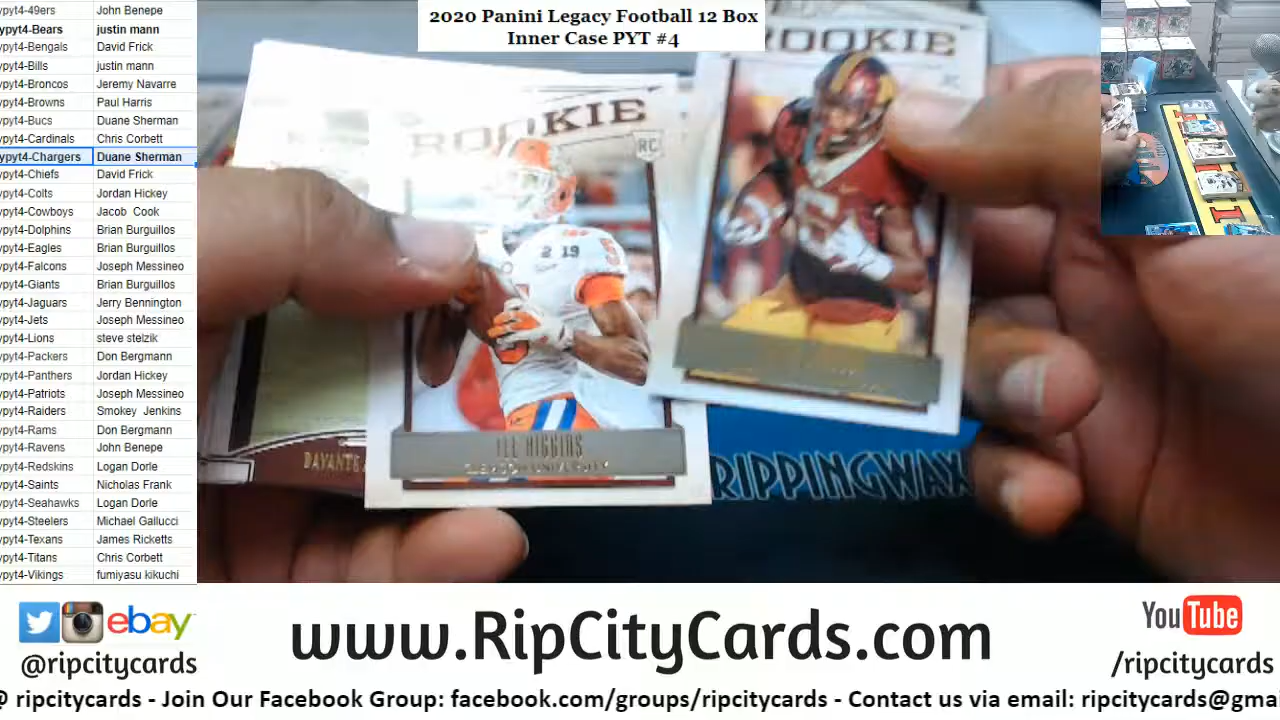 2020 Panini Legacy Football 12 Box
Inner Case PYT #4
ypyt4-49ers John Benepe
ypyt4-Bears justin mann
ypyt4-Bengals David Frick
ypyt4-Bills justin mann
ypyt4-Broncos Jeremy Navarre
ypyt4-Browns Paul Harris
ypyt4-Bucs Duane Sherman
ypyt4-Cardinals Chris Corbett
ypyt4-Chargers Duane Sherman
ypyt4-Chiefs David Frick
ypyt4-Colts Jordan Hickey
ypyt4-Cowboys Jacob Cook
ypyt4-Dolphins Brian Burguillos
ypyt4-Eagles Brian Burguillos
ypyt4-Falcons Joseph Messineo
ypyt4-Giants Brian Burguillos
ypyt4-Jaguars Jerry Bennington
ypyt4-Jets Joseph Messineo
ypyt4-Lions steve stelzik
ypyt4-Packers Don Bergmann
ypyt4-Panthers Jordan Hickey
ypyt4-Patriots Joseph Messineo
ypyt4-Raiders Smokey Jenkins
ypyt4-Rams Don Bergmann
ypyt4-Ravens John Benepe
ypyt4-Redskins Logan Dorle
ypyt4-Saints Nicholas Frank
ypyt4-Seahawks Logan Dorle
ypyt4-Steelers Michael Gallucci
ypyt4-Texans James Ricketts
ypyt4-Titans Chris Corbett
ypyt4-Vikings fumiyasu kikuchi
ROOKIE
RC
2 19
5
TEE HIGGINS
CLEMSON UNIVERSITY
ROOKIE
DAVANTE
RIPPINGWAX
ebay
@ripcitycards
www.RipCityCards.com
YouTube
/ripcitycards
@ ripcitycards - Join Our Facebook Group: facebook.com/groups/ripcitycards - Contact us via email: ripcitycards@gma